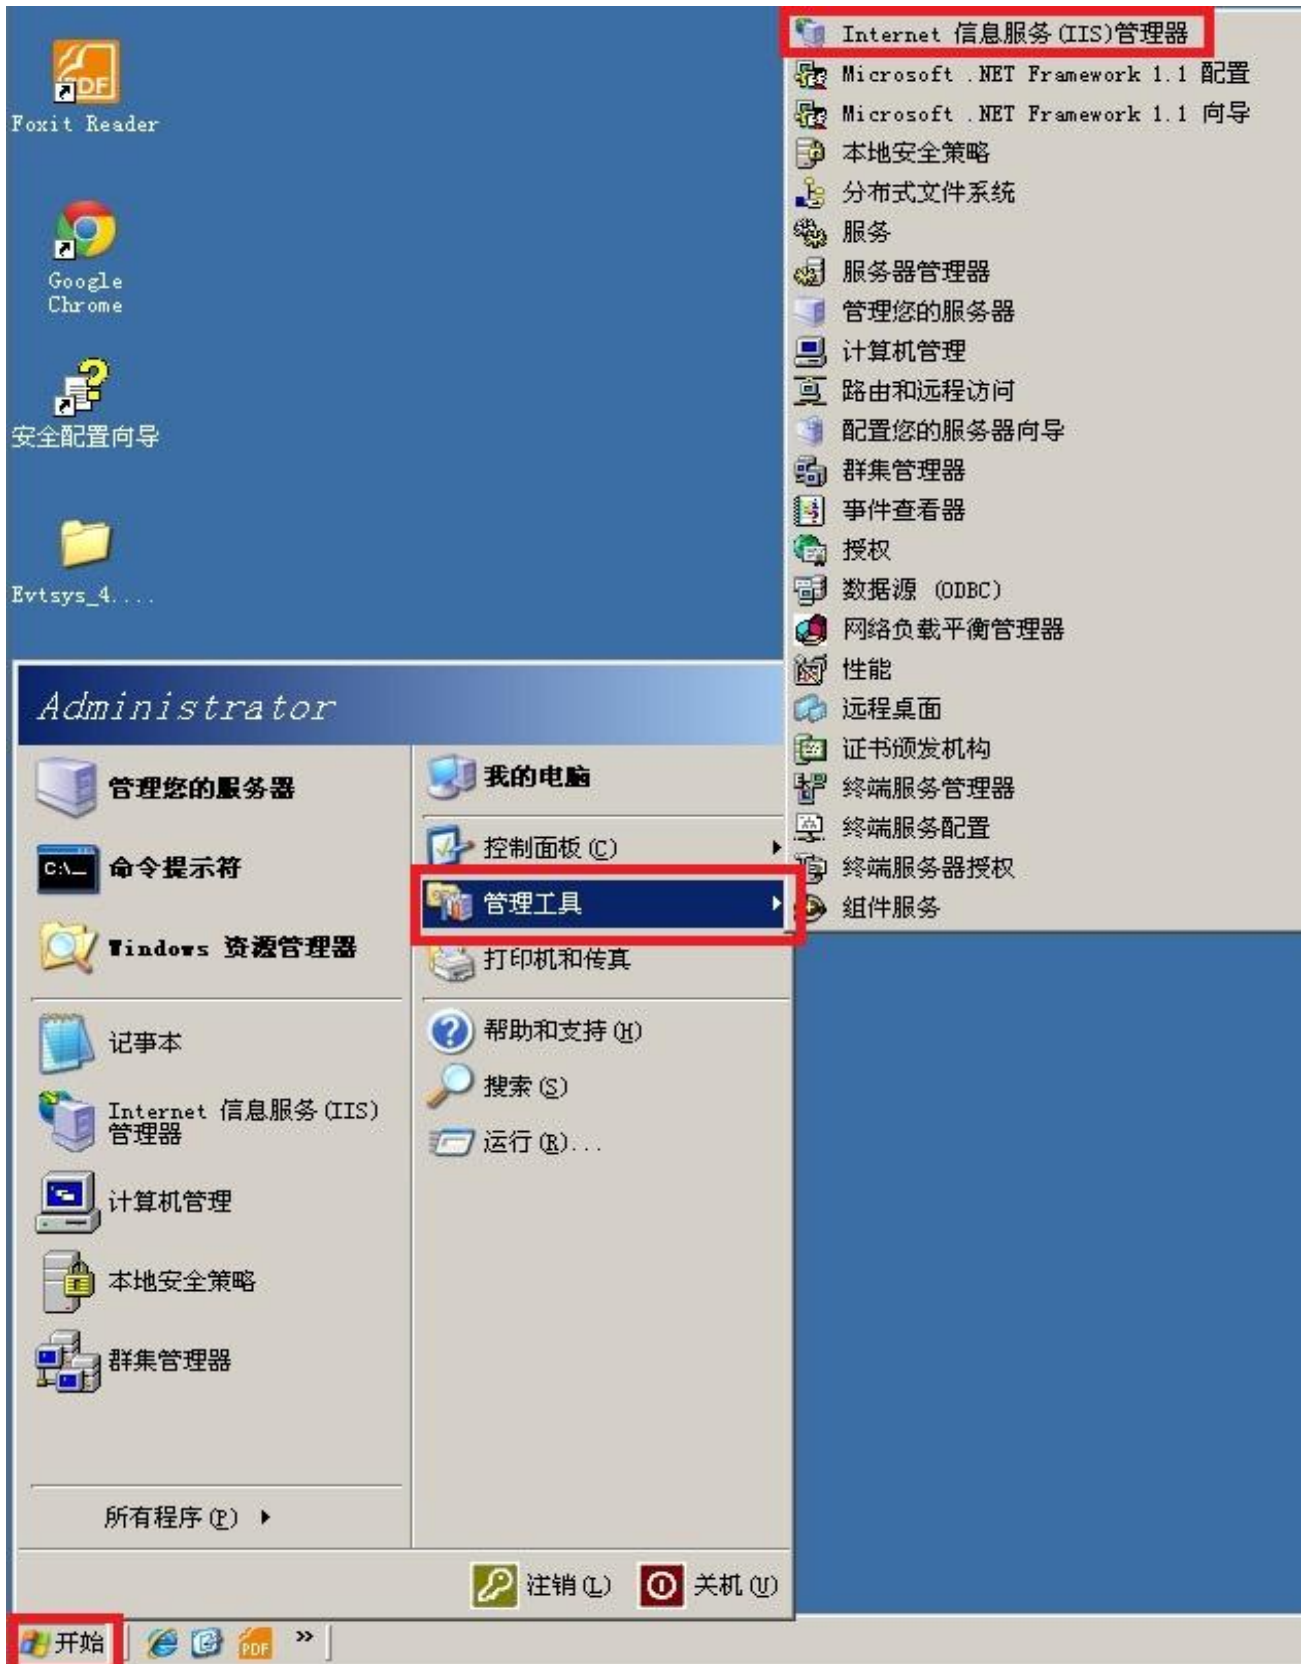 Foxit Reader
Google
Chrome
安全配置向导
Evtsys_4....
Internet 信息服务(IIS)管理器
Microsoft .NET Framework 1.1 配置
Microsoft .NET Framework 1.1 向导
本地安全策略
分布式文件系统
服务
服务器管理器
管理您的服务器
计算机管理
路由和远程访问
配置您的服务器向导
群集管理器
事件查看器
授权
数据源 (ODBC)
网络负载平衡管理器
性能
远程桌面
证书颁发机构
终端服务管理器
终端服务配置
终端服务器授权
组件服务
Administrator
管理您的服务器
命令提示符
Windows 资源管理器
记事本
Internet 信息服务(IIS)
管理器
计算机管理
本地安全策略
群集管理器
所有程序(P)
我的电脑
控制面板(C)
管理工具
打印机和传真
帮助和支持(H)
搜索(S)
运行(R)...
注销(L)
关机(U)
开始
PDF
PDF
C:\_
»